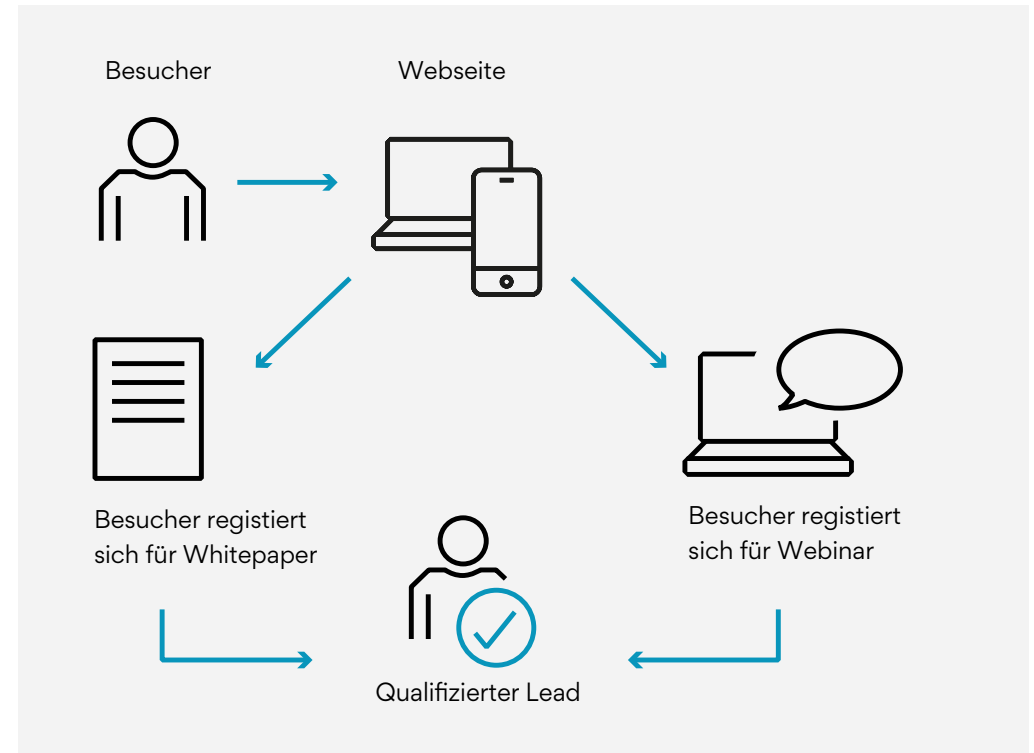 Besucher
Webseite
Besucher registiert
sich für Whitepaper
Besucher registiert
sich für Webinar
Qualifizierter Lead